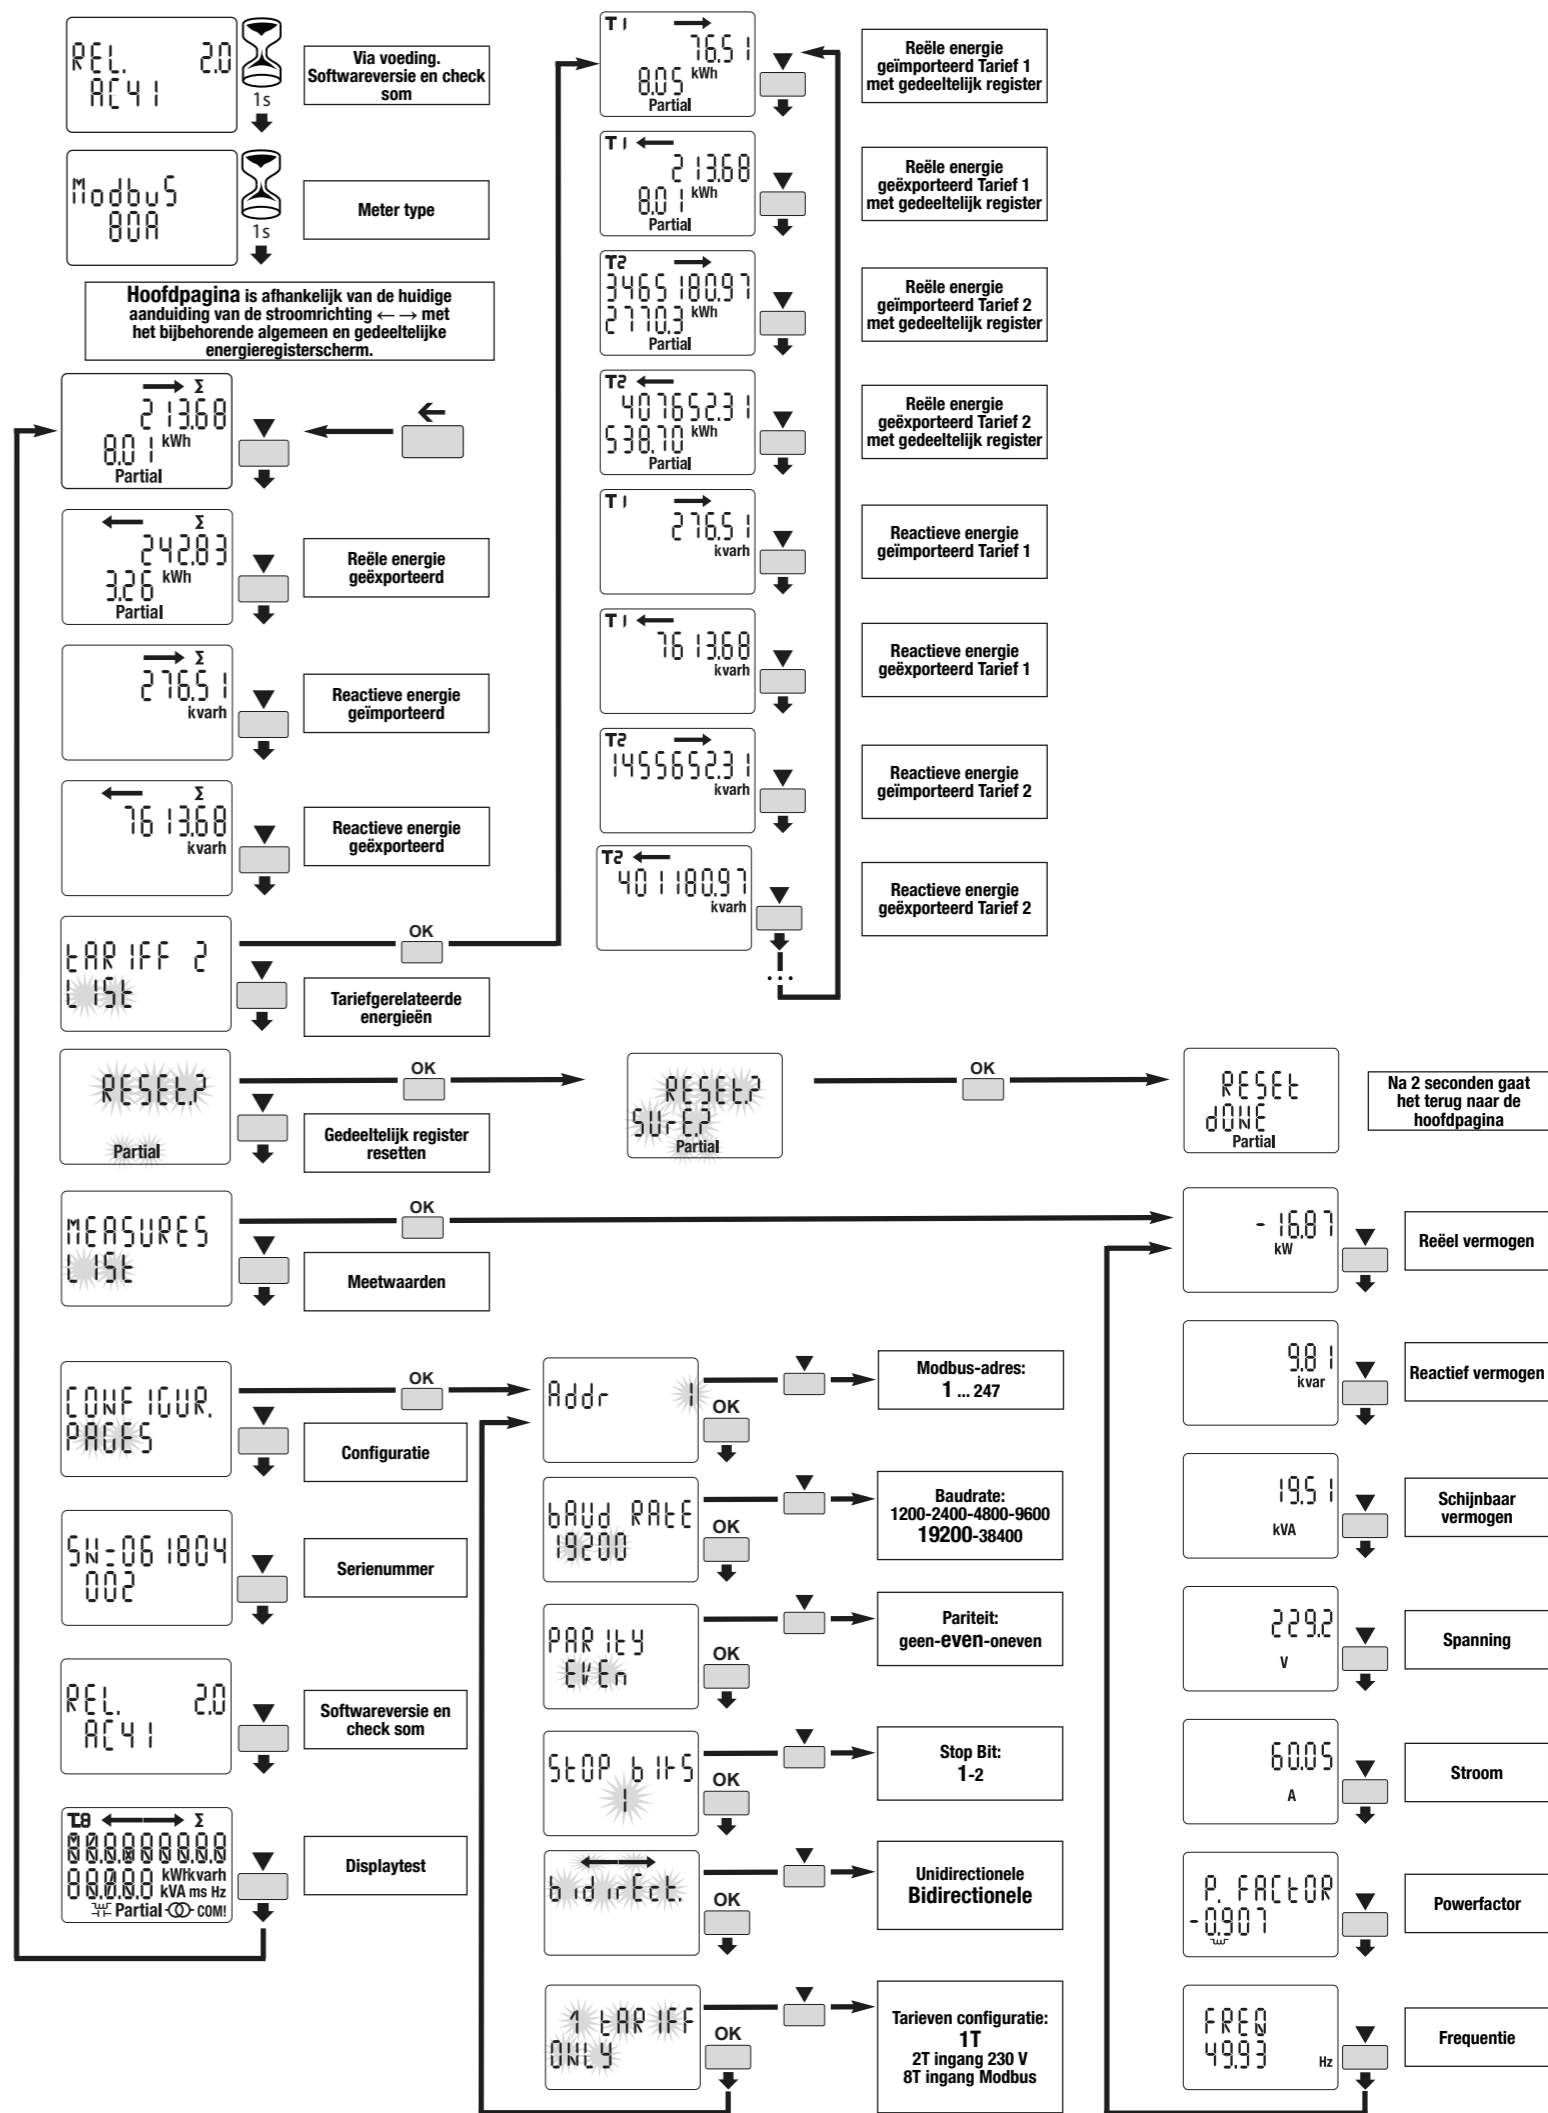 REL. 2.0
AC41
1s
Via voeding.
Softwareversie en check
som
Modbus
80A
1s
Meter type
Hoofdpagina is afhankelijk van de huidige
aanduiding van de stroomrichting ←→ met
het bijbehorende algemeen en gedeeltelijke
energieregisterscherm.
→ Σ
213.68
8.01 kWh
Partial
▼
←
← Σ
242.83
3.26 kWh
Partial
▼
Reële energie
geëxporteerd
→ Σ
276.51
kvarh
▼
Reactieve energie
geïmporteerd
← Σ
7613.68
kvarh
▼
Reactieve energie
geëxporteerd
tARIFF 2
LISt
OK
▼
Tariefgerelateerde
energieën
RESEt.?
Partial
OK
▼
Gedeeltelijk register
resetten
RESEt.?
SUrE.?
Partial
OK
RESEt
dONE
Partial
Na 2 seconden gaat
het terug naar de
hoofdpagina
MEASURES
LISt
OK
▼
Meetwaarden
CONFIGUR.
PAGES
OK
▼
Configuratie
SN:061804
002
▼
Serienummer
REL. 2.0
AC41
▼
Softwareversie en
check som
T.8 ←→ Σ
kWhkvarh
kVA ms Hz
Partial COM!
▼
Displaytest
T1 →
76.51
8.05 kWh
Partial
▼
Reële energie
geïmporteerd Tarief 1
met gedeeltelijk register
T1 ←
213.68
8.01 kWh
Partial
▼
Reële energie
geëxporteerd Tarief 1
met gedeeltelijk register
T2 →
3465180.97
2770.3 kWh
Partial
▼
Reële energie
geïmporteerd Tarief 2
met gedeeltelijk register
T2 ←
407652.31
538.70 kWh
Partial
▼
Reële energie
geëxporteerd Tarief 2
met gedeeltelijk register
T1 →
276.51
kvarh
▼
Reactieve energie
geïmporteerd Tarief 1
T1 ←
7613.68
kvarh
▼
Reactieve energie
geëxporteerd Tarief 1
T2 →
1455652.31
kvarh
▼
Reactieve energie
geïmporteerd Tarief 2
T2 ←
401180.97
kvarh
▼
...
Reactieve energie
geëxporteerd Tarief 2
Addr 1
▼
OK
Modbus-adres:
1 ... 247
bAUd RAtE
19200
▼
OK
Baudrate:
1200-2400-4800-9600
19200-38400
PARItY
EVEn
▼
OK
Pariteit:
geen-even-oneven
StOP bItS
1
▼
OK
Stop Bit:
1-2
←→
bidirEct.
▼
OK
Unidirectionele
Bidirectionele
1 tARIFF
ONLY
▼
OK
Tarieven configuratie:
1T
2T ingang 230 V
8T ingang Modbus
-16.87
kW
▼
Reëel vermogen
9.81
kvar
▼
Reactief vermogen
19.51
kVA
▼
Schijnbaar
vermogen
229.2
V
▼
Spanning
60.05
A
▼
Stroom
P. FACtOR
-0.907
▼
Powerfactor
FREQ
49.93 Hz
▼
Frequentie